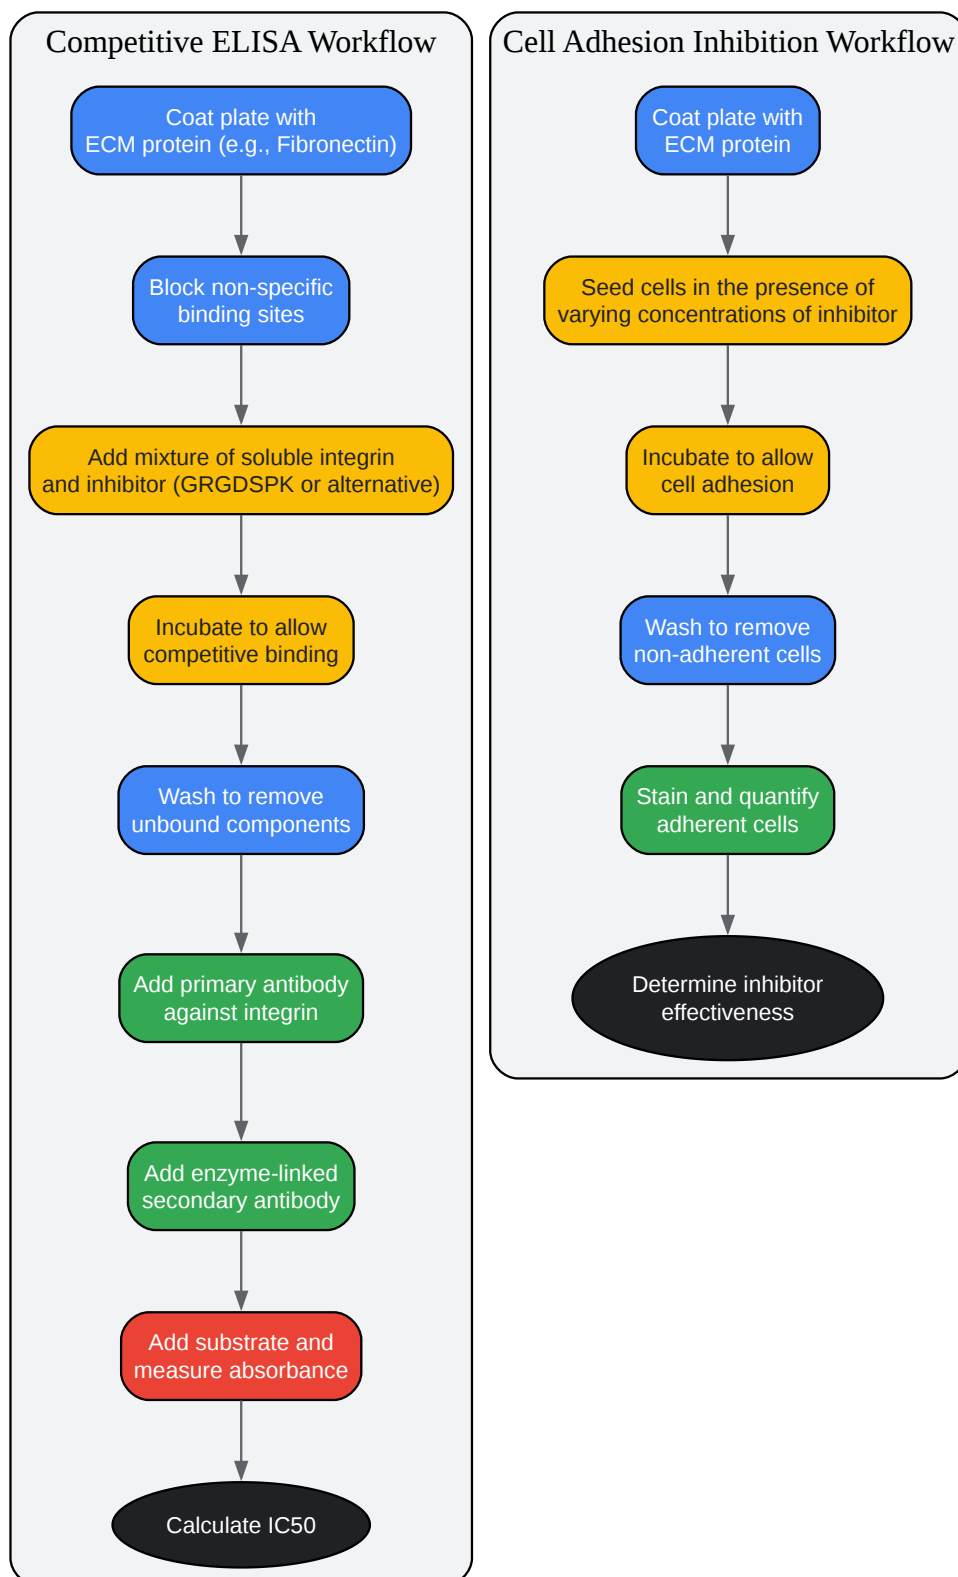 Competitive ELISA Workflow
Coat plate with
ECM protein (e.g., Fibronectin)
Block non-specific
binding sites
Add mixture of soluble integrin
and inhibitor (GRGDSPK or alternative)
Incubate to allow
competitive binding
Wash to remove
unbound components
Add primary antibody
against integrin
Add enzyme-linked
secondary antibody
Add substrate and
measure absorbance
Calculate IC50
Cell Adhesion Inhibition Workflow
Coat plate with
ECM protein
Seed cells in the presence of
varying concentrations of inhibitor
Incubate to allow
cell adhesion
Wash to remove
non-adherent cells
Stain and quantify
adherent cells
Determine inhibitor
effectiveness